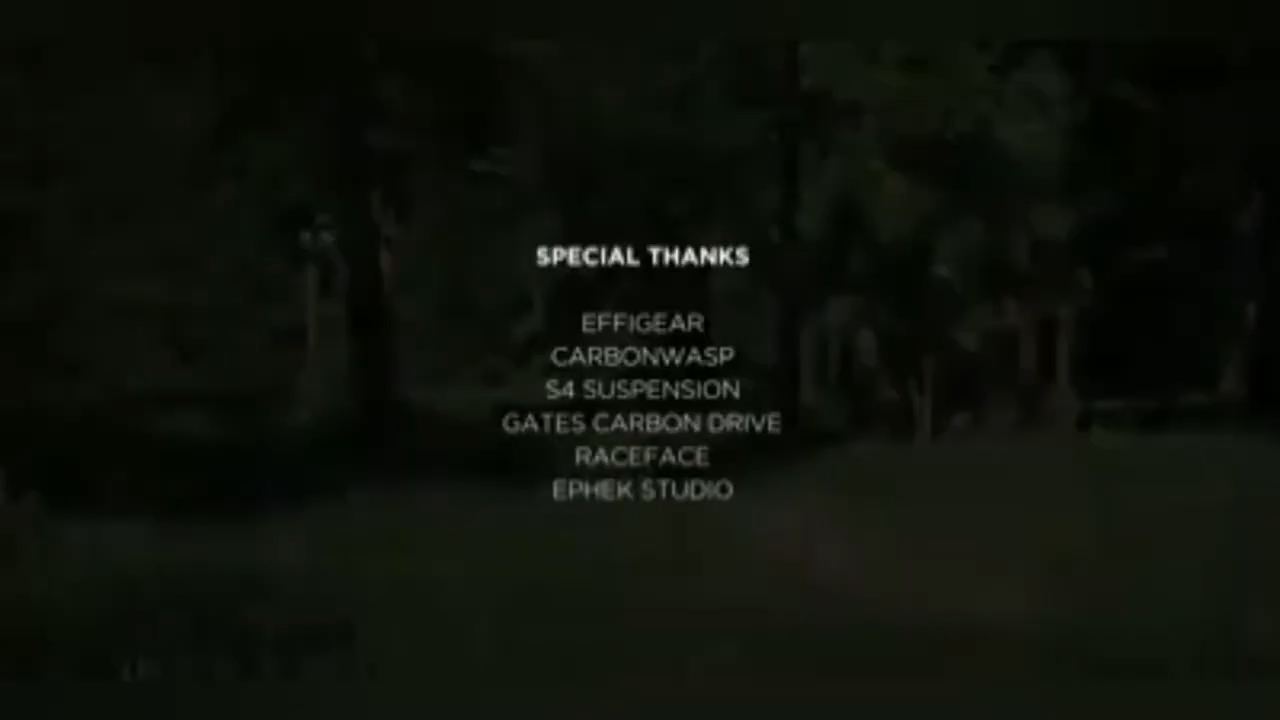 SPECIAL THANKS
EFFIGEAR
CARBONWASP
S4 SUSPENSION
GATES CARBON DRIVE
RACEFACE
EPHEK STUDIO